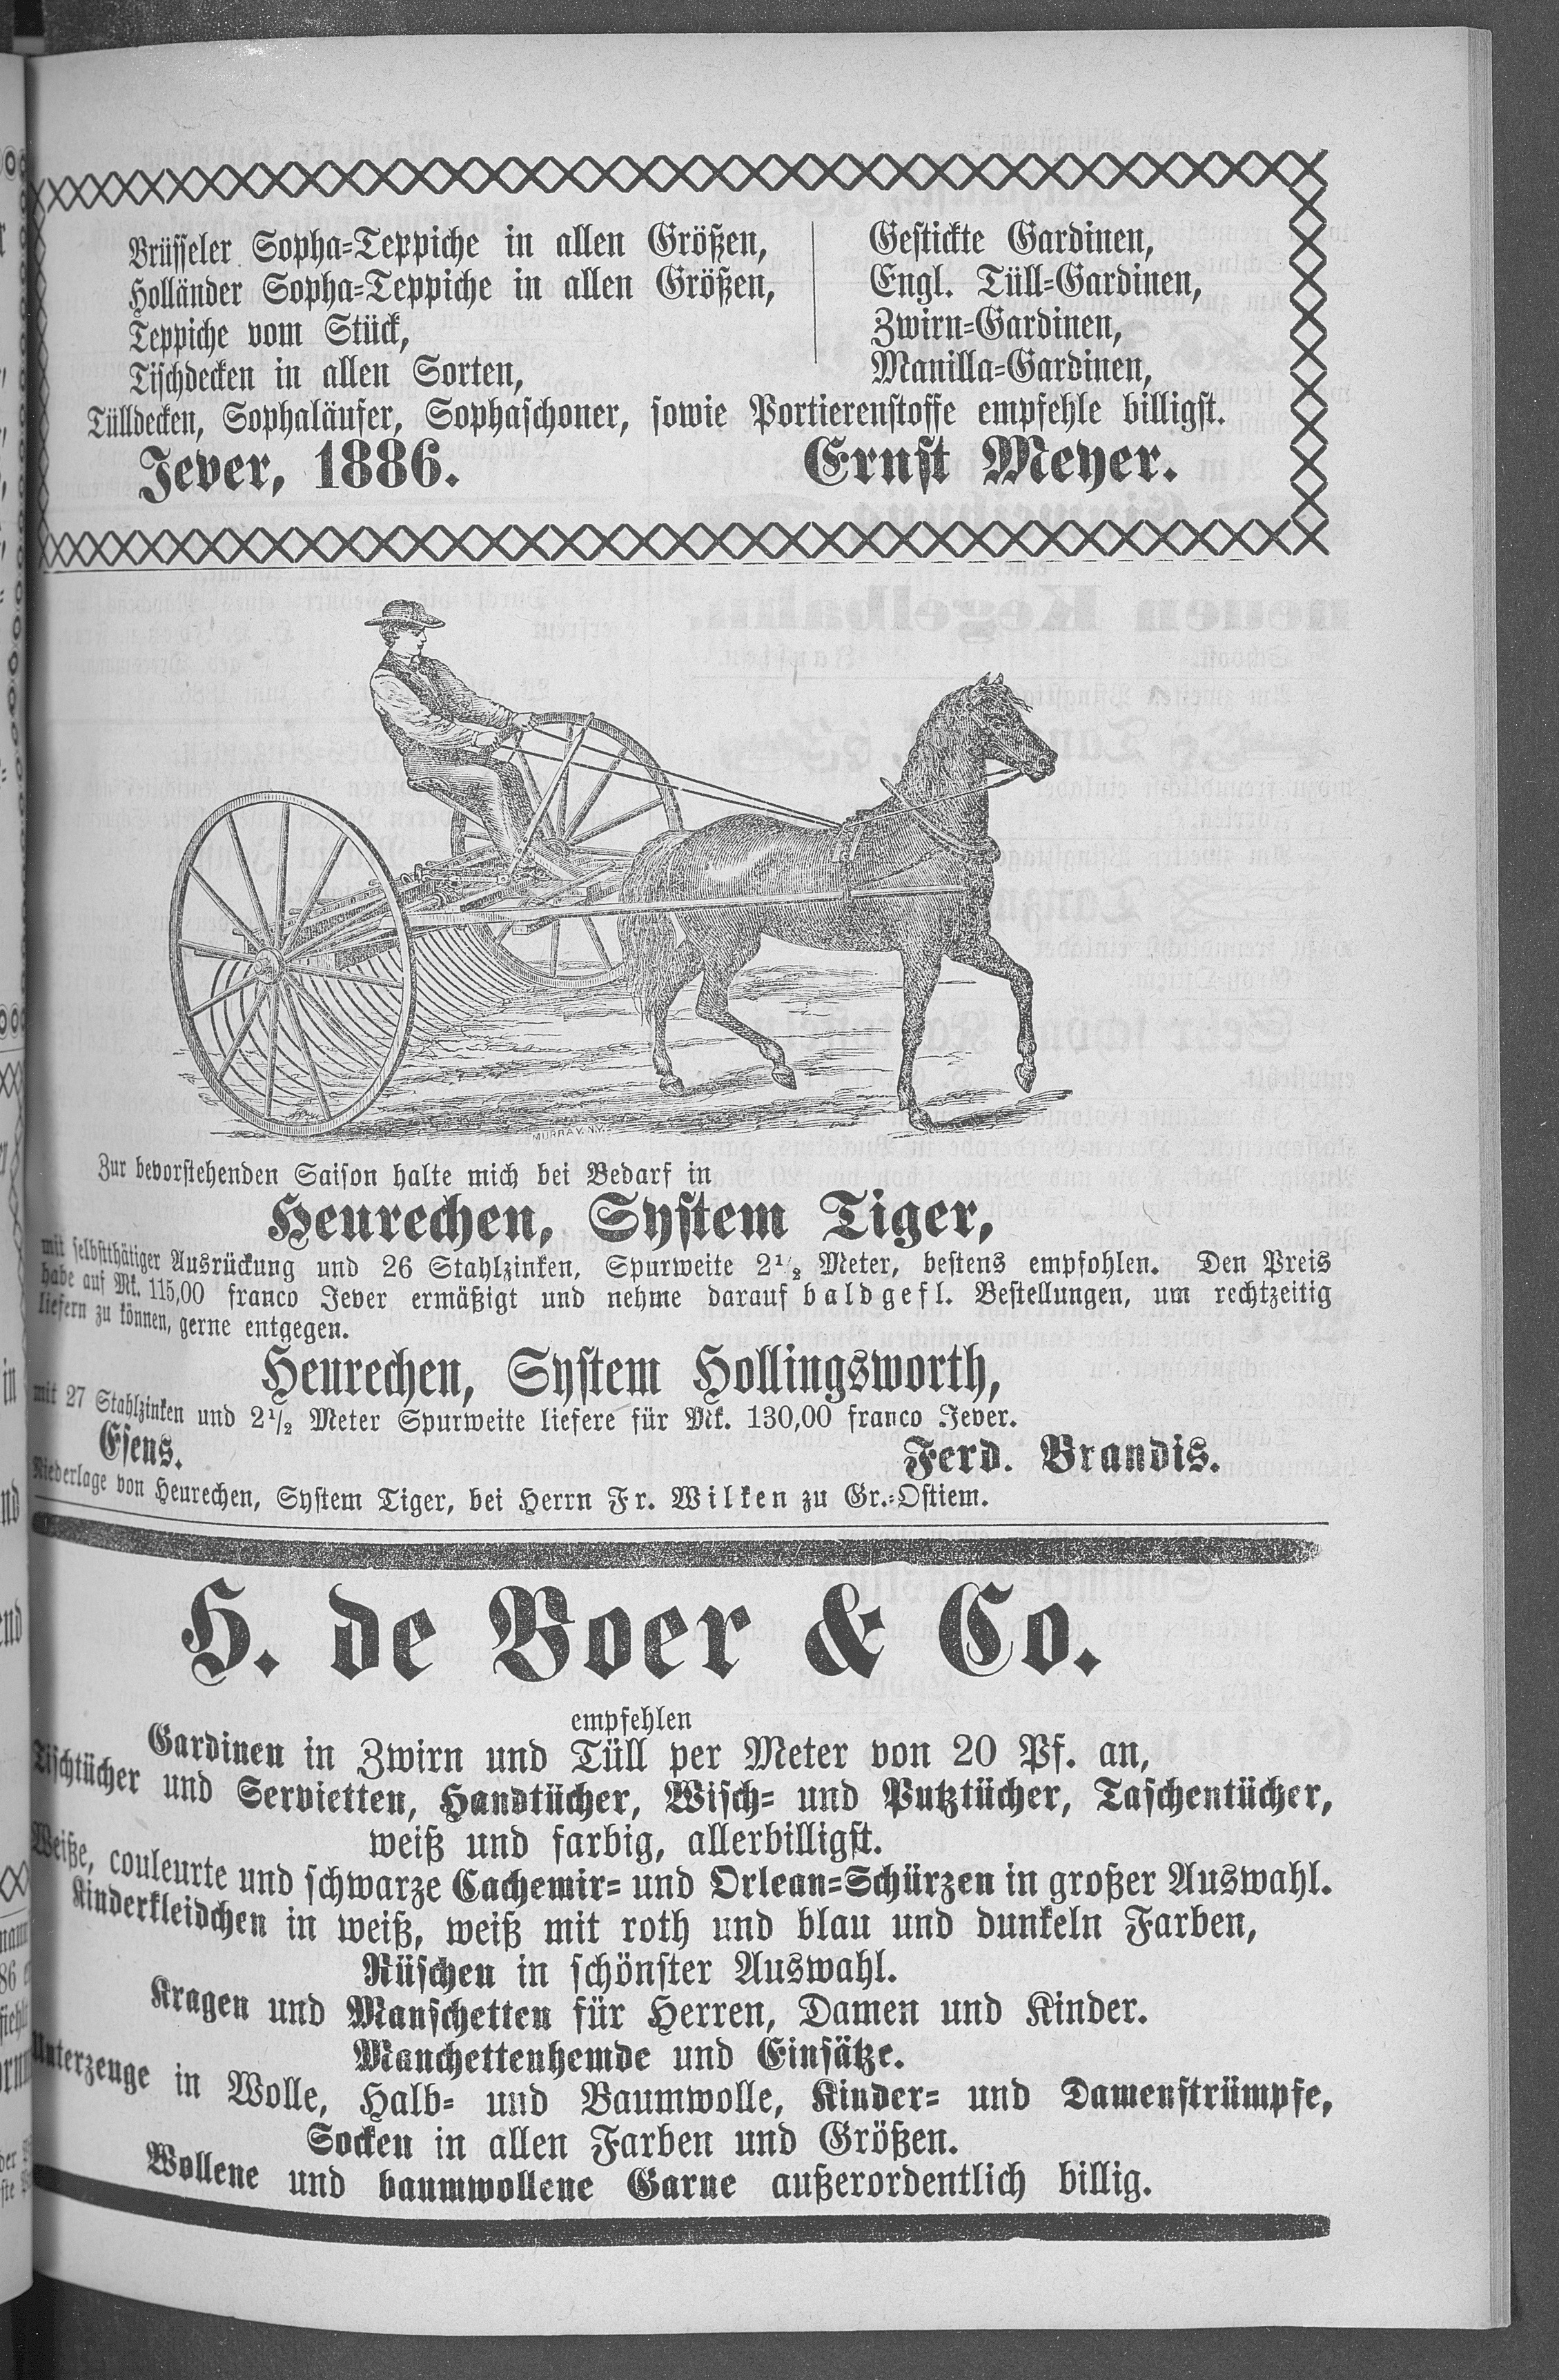 Brüsseler Sopha=Teppiche in allen Größen,
Holländer Sopha=Teppiche in allen Größen,
Teppiche vom Stück,
Tischdecken in allen Sorten,
Gestickte Gardinen,
Engl. Tüll=Gardinen,
Zwirn=Gardinen,
Manilla=Gardinen,
Tülldecken, Sophaläufer, Sophaschoner, sowie Portierenstoffe empfehle billigst.
Jever, 1886. Ernst Meyer.
MURRAY. N.Y.
Zur bevorstehenden Saison halte mich bei Bedarf in
Heurechen, System Tiger,
mit selbstthätiger Ausrückung und 26 Stahlzinken, Spurweite 2½ Meter, bestens empfohlen. Den Preis
habe auf Mk. 115,00 franco Jever ermäßigt und nehme darauf baldgefl. Bestellungen, um rechtzeitig
liefern zu können, gerne entgegen.
Heurechen, System Hollingsworth,
mit 27 Stahlzinken und 2½ Meter Spurweite liefere für Mk. 130,00 franco Jever.
Esens. Ferd. Brandis.
Niederlage von Heurechen, System Tiger, bei Herrn Fr. Wilken zu Gr.=Ostiem.
H. de Boer & Co.
empfehlen
Gardinen in Zwirn und Tüll per Meter von 20 Pf. an,
Tischtücher und Servietten, Handtücher, Wisch= und Putztücher, Taschentücher,
weiß und farbig, allerbilligst.
Weiße, couleurte und schwarze Cachemir= und Orlean=Schürzen in großer Auswahl.
Kinderkleidchen in weiß, weiß mit roth und blau und dunkeln Farben,
Rüschen in schönster Auswahl.
Kragen und Manschetten für Herren, Damen und Kinder.
Manchettenhemde und Einsätze.
Unterzeuge in Wolle, Halb= und Baumwolle, Kinder= und Damenstrümpfe,
Socken in allen Farben und Größen.
Wollene und baumwollene Garne außerordentlich billig.